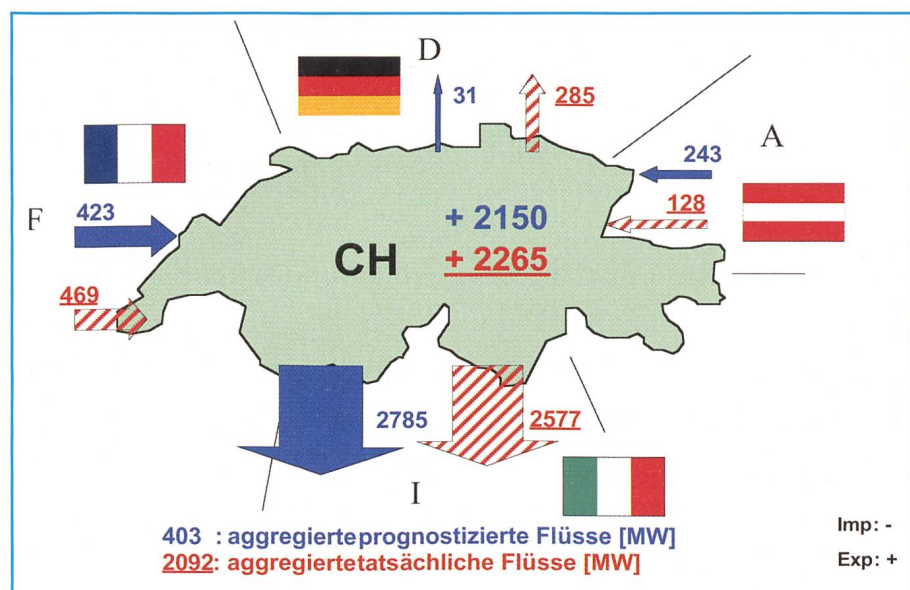 D
31
285
A
243
F
423
128
+ 2150
CH
+ 2265
469
2785
2577
I
403 : aggregierteprognostizierte Flüsse [MW]
2092: aggregiertetatsächliche Flüsse [MW]
Imp: -
Exp: +